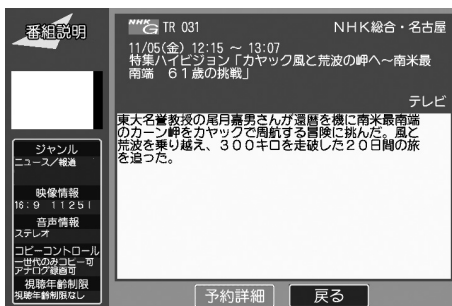 番組説明
NHK G TR 031 NHK総合・名古屋
11/05(金) 12:15 ～ 13:07
特集ハイビジョン「カヤック風と荒波の岬へ～南米最
南端 61歳の挑戦」
テレビ
東大名誉教授の尾月嘉男さんが還暦を機に南米最南端
のカーン岬をカヤックで周航する冒険に挑んだ。風と
荒波を乗り越え、300キロを走破した20日間の旅
を追った。
ジャンル
ニュース／報道
映像情報
16:9 1125I
音声情報
ステレオ
コピーコントロール
一世代のみコピー可
アナログ録画可
視聴年齢制限
視聴年齢制限なし
予約詳細 戻る